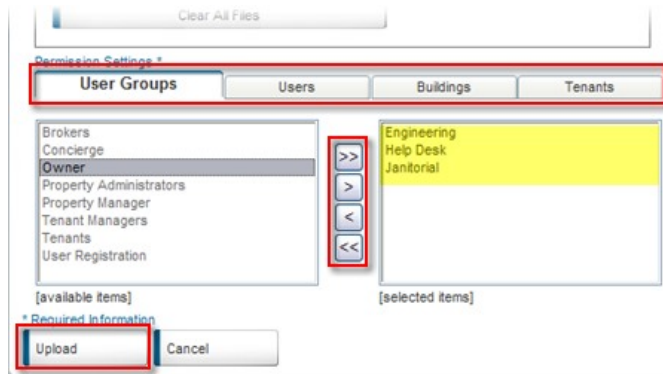 Clear All Files
Permission Settings *
User Groups
Users
Buildings
Tenants
Brokers
Concierge
Owner
Property Administrators
Property Manager
Tenant Managers
Tenants
User Registration
>>
>
<
<<
Engineering
Help Desk
Janitorial
[available items]
[selected items]
* Required Information
Upload
Cancel